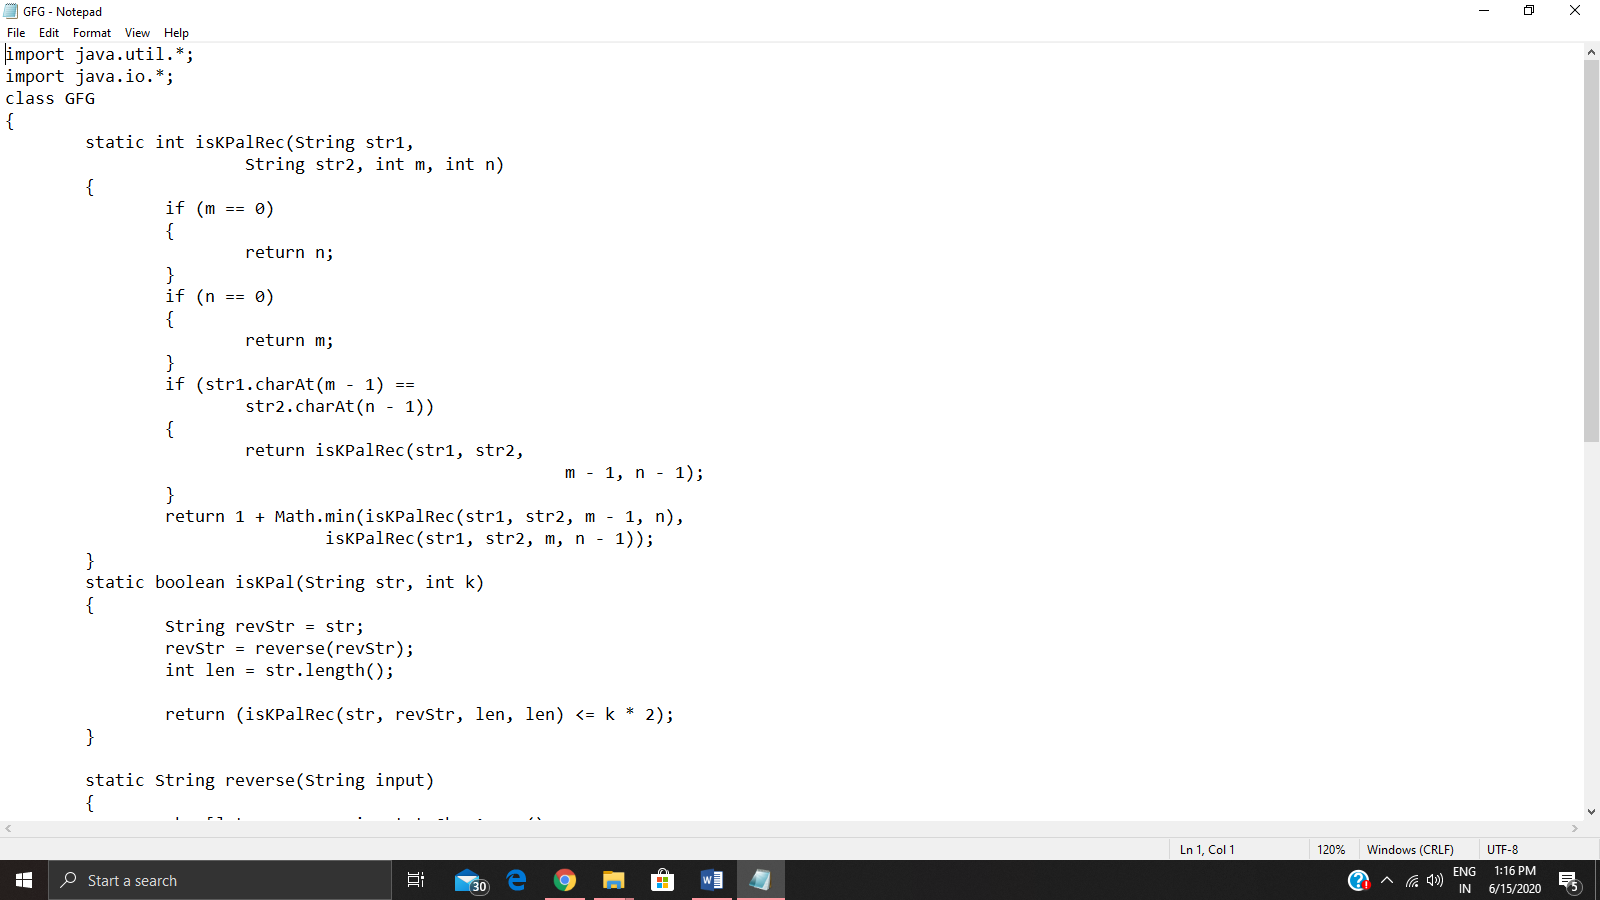 GFG - Notepad
File Edit Format View Help
import java.util.*;
import java.io.*;
class GFG
{
static int isKPalRec(String str1,
String str2, int m, int n)
{
if (m == 0)
{
return n;
}
if (n == 0)
{
return m;
}
if (str1.charAt(m - 1) ==
str2.charAt(n - 1))
{
return isKPalRec(str1, str2,
m - 1, n - 1);
}
return 1 + Math.min(isKPalRec(str1, str2, m - 1, n),
isKPalRec(str1, str2, m, n - 1));
}
static boolean isKPal(String str, int k)
{
String revStr = str;
revStr = reverse(revStr);
int len = str.length();
return (isKPalRec(str, revStr, len, len) <= k * 2);
}
static String reverse(String input)
{
Ln 1, Col 1 120% Windows (CRLF) UTF-8
Start a search 30 ENG 1:16 PM
IN 6/15/2020 5